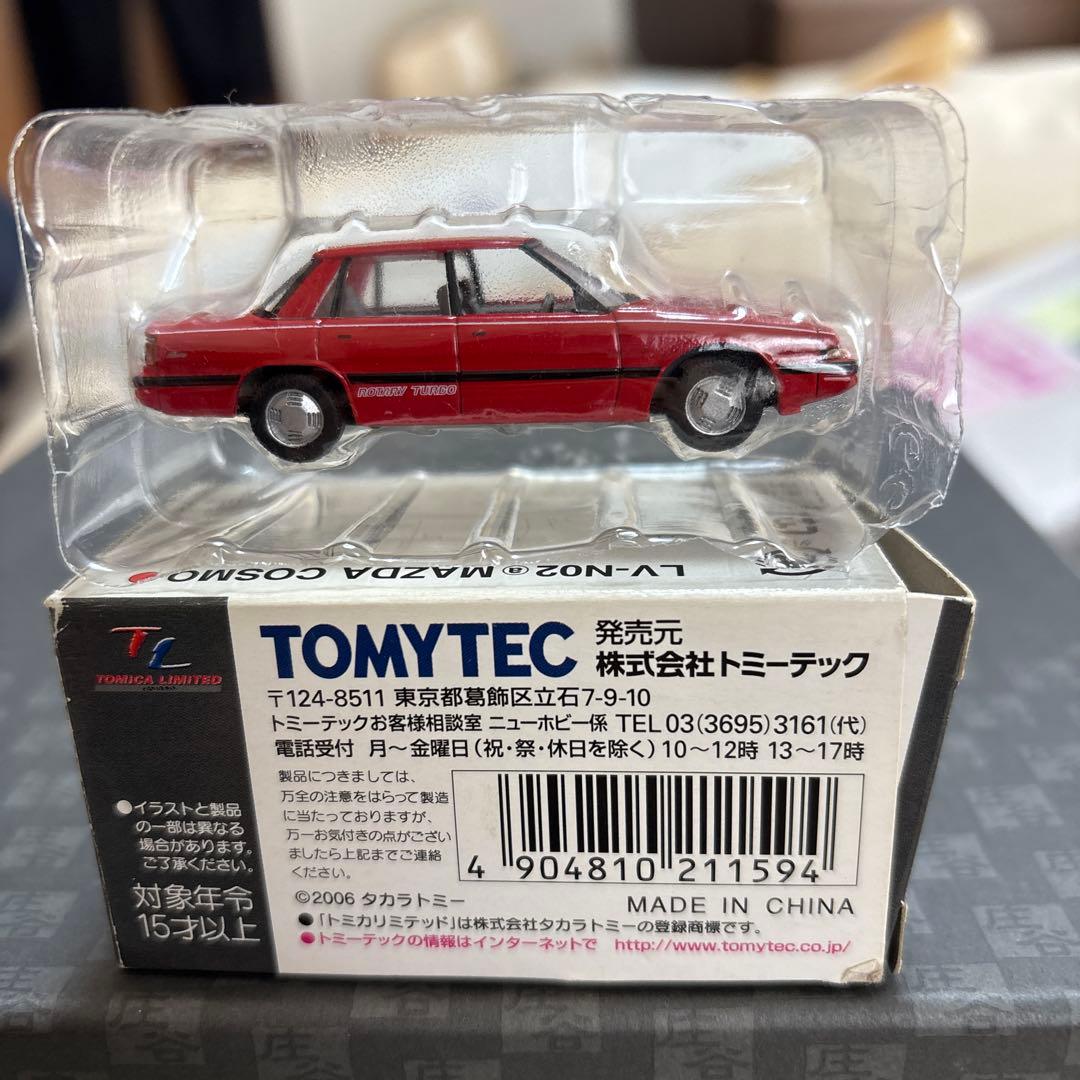 ROTARY TURBO
LV-N02ⓐMAZDA COSMO
TL
TOMICA LIMITED
TOMYTEC
発売元
株式会社トミーテック
〒124-8511 東京都葛飾区立石7-9-10
トミーテックお客様相談室 ニューホビー係 TEL 03(3695)3161(代)
電話受付 月〜金曜日(祝・祭・休日を除く) 10〜12時 13〜17時
製品につきましては、
万全の注意をはらって製造
に当たっておりますが、
万一お気付きの点がござい
ましたら上記までご連絡
ください。
4 904810 211594
●イラストと製品
の一部は異なる
場合があります。
ご了承ください。
対象年令
15才以上
©2006 タカラトミー
MADE IN CHINA
●「トミカリミテッド」は株式会社タカラトミーの登録商標です。
●トミーテックの情報はインターネットで http://www.tomytec.co.jp/
庄谷